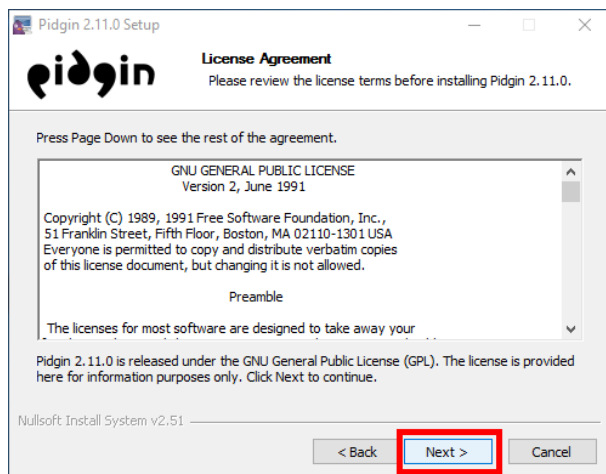 Pidgin 2.11.0 Setup
pidgin
License Agreement
Please review the license terms before installing Pidgin 2.11.0.
Press Page Down to see the rest of the agreement.
GNU GENERAL PUBLIC LICENSE
Version 2, June 1991
Copyright (C) 1989, 1991 Free Software Foundation, Inc.,
51 Franklin Street, Fifth Floor, Boston, MA 02110-1301 USA
Everyone is permitted to copy and distribute verbatim copies
of this license document, but changing it is not allowed.
Preamble
The licenses for most software are designed to take away your
Pidgin 2.11.0 is released under the GNU General Public License (GPL). The license is provided
here for information purposes only. Click Next to continue.
Nullsoft Install System v2.51
< Back
Next >
Cancel